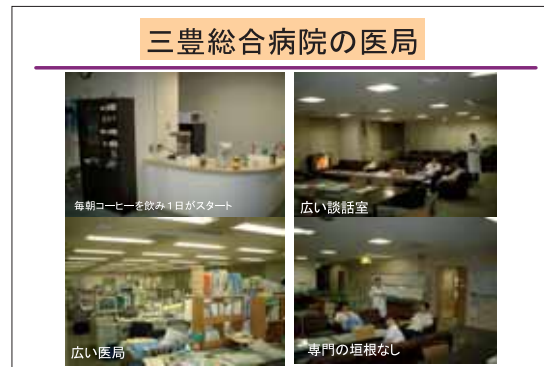 三豊総合病院の医局
毎朝コーヒーを飲み1日がスタート
広い談話室
広い医局
専門の垣根なし